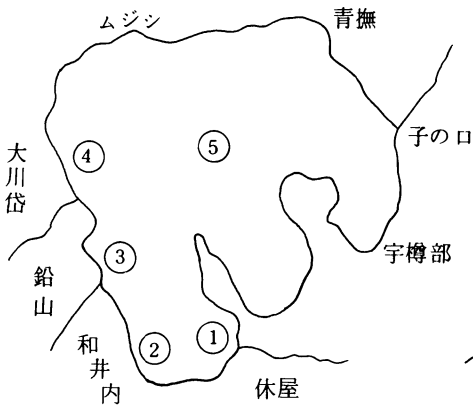 ムジシ
青撫
子の口
大川岱
④
⑤
宇樽部
③
鉛山
和井内
②
①
休屋